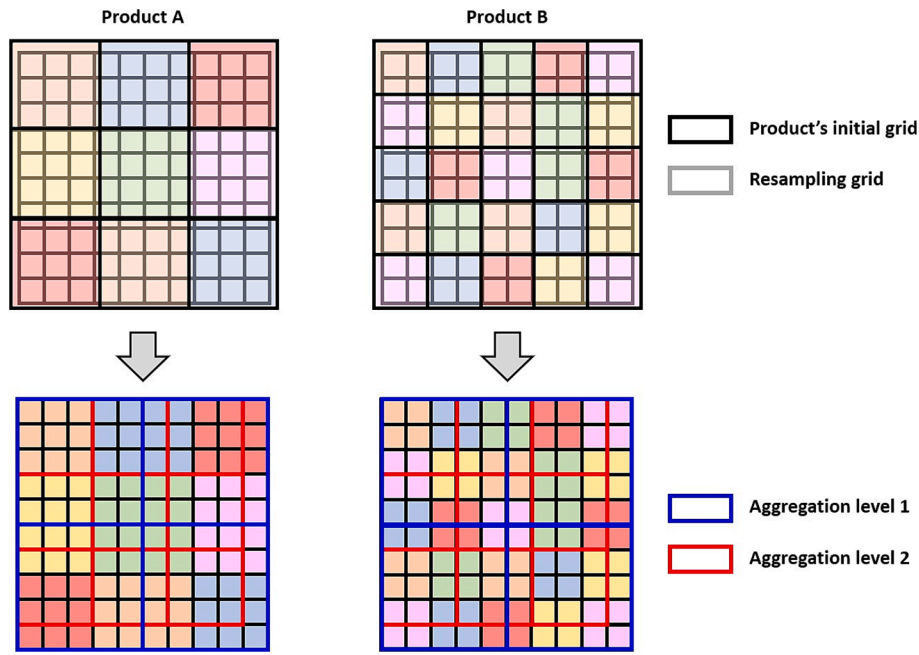 Product A
Product B
Product's initial grid
Resampling grid
Aggregation level 1
Aggregation level 2